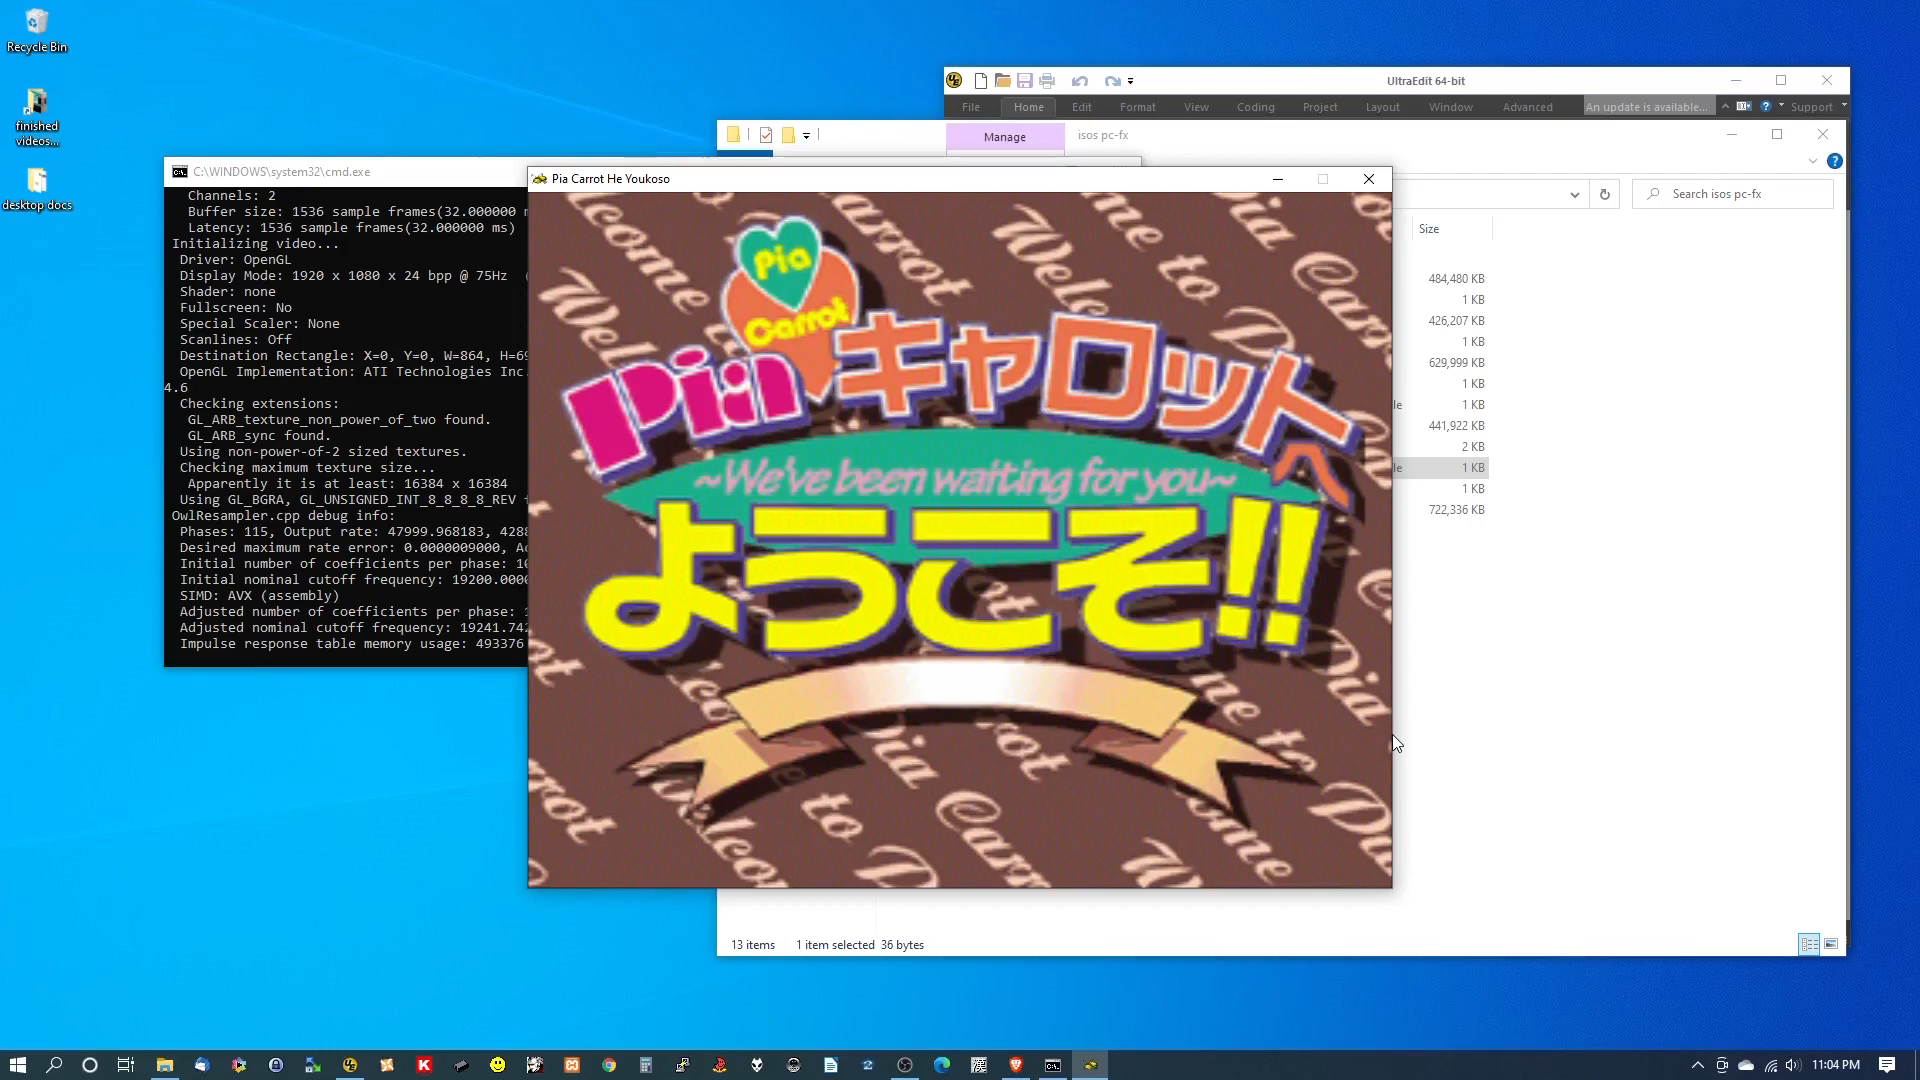 Recycle Bin
finished
videos...
desktop docs
UltraEdit 64-bit
File Home Edit Format View Coding Project Layout Window Advanced An update is available... Support
Manage isos pc-fx
Search isos pc-fx
Size
484,480 KB
1 KB
426,207 KB
1 KB
629,999 KB
1 KB
le 1 KB
441,922 KB
2 KB
le 1 KB
1 KB
722,336 KB
13 items 1 item selected 36 bytes
C:\WINDOWS\system32\cmd.exe
Channels: 2
Buffer size: 1536 sample frames(32.000000
Latency: 1536 sample frames(32.000000 ms)
Initializing video...
Driver: OpenGL
Display Mode: 1920 x 1080 x 24 bpp @ 75Hz
Shader: none
Fullscreen: No
Special Scaler: None
Scanlines: Off
Destination Rectangle: X=0, Y=0, W=864, H=69
OpenGL Implementation: ATI Technologies Inc.
4.6
Checking extensions:
GL_ARB_texture_non_power_of_two found.
GL_ARB_sync found.
Using non-power-of-2 sized textures.
Checking maximum texture size...
Apparently it is at least: 16384 x 16384
Using GL_BGRA, GL_UNSIGNED_INT_8_8_8_8_REV
OwlResampler.cpp debug info:
Phases: 115, Output rate: 47999.968183, 428
Desired maximum rate error: 0.0000009000,
Initial number of coefficients per phase:
Initial nominal cutoff frequency: 19200.000
SIMD: AVX (assembly)
Adjusted number of coefficients per phase:
Adjusted nominal cutoff frequency: 19241.742
Impulse response table memory usage: 493376
Pia Carrot He Youkoso
Pia
Carrot
Piaキャロットへ
~We've been waiting for you~
ようこそ!!
Welcome to Pia Carrot
11:04 PM